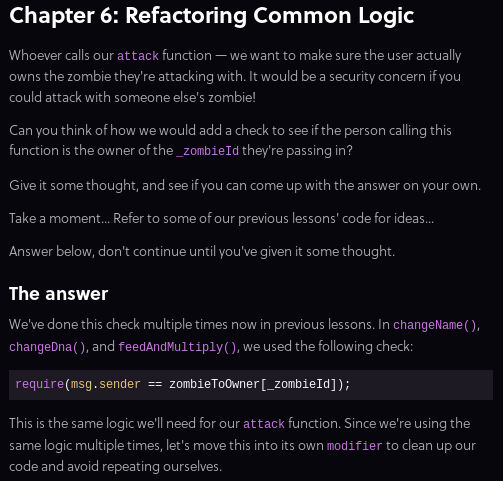 Chapter 6: Refactoring Common Logic
Whoever calls our attack function — we want to make sure the user actually
owns the zombie they're attacking with. It would be a security concern if you
could attack with someone else's zombie!
Can you think of how we would add a check to see if the person calling this
function is the owner of the _zombieId they're passing in?
Give it some thought, and see if you can come up with the answer on your own.
Take a moment... Refer to some of our previous lessons' code for ideas...
Answer below, don't continue until you've given it some thought.
The answer
We've done this check multiple times now in previous lessons. In changeName(),
changeDna(), and feedAndMultiply(), we used the following check:
require(msg.sender == zombieToOwner[_zombieId]);
This is the same logic we'll need for our attack function. Since we're using the
same logic multiple times, let's move this into its own modifier to clean up our
code and avoid repeating ourselves.